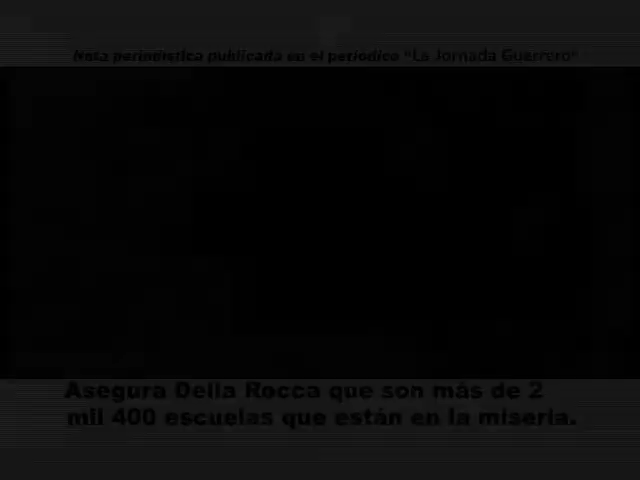 Nota periodística publicada en el periódico "La Jornada Guerrero"
Asegura Della Rocca que son más de 2
mil 400 escuelas que están en la miseria.